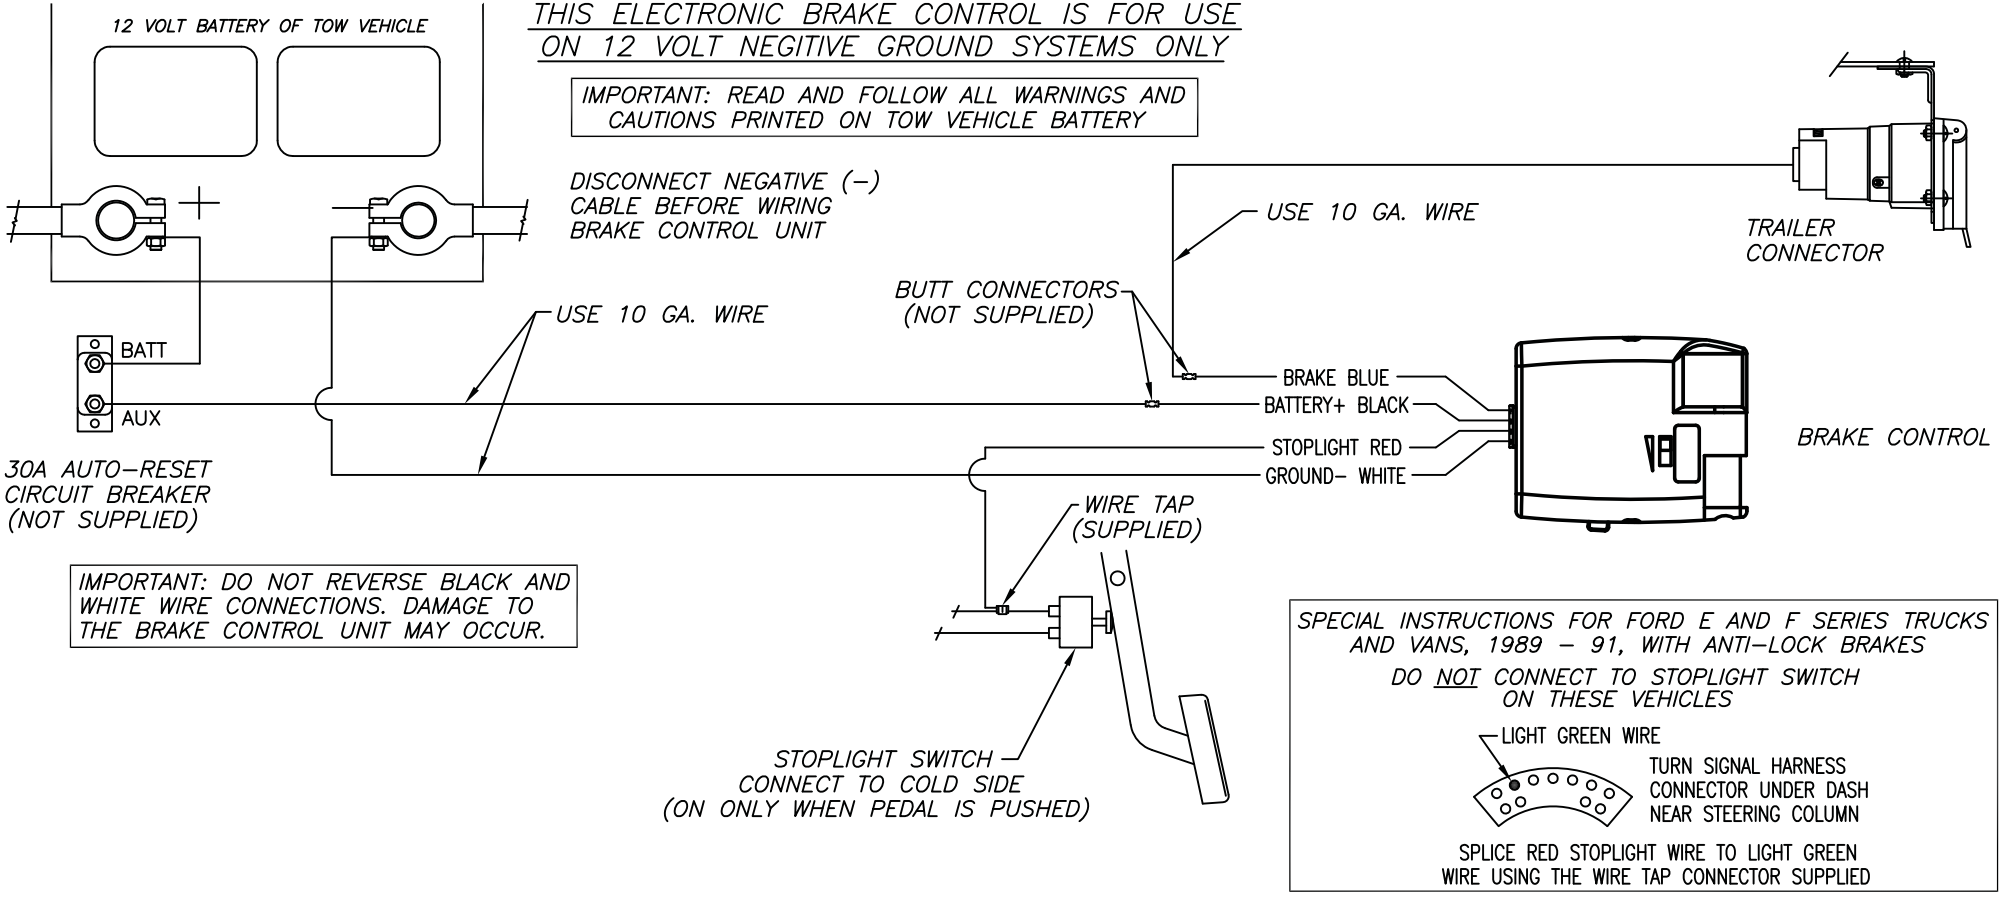 12 VOLT BATTERY OF TOW VEHICLE
THIS ELECTRONIC BRAKE CONTROL IS FOR USE
ON 12 VOLT NEGITIVE GROUND SYSTEMS ONLY
IMPORTANT: READ AND FOLLOW ALL WARNINGS AND
CAUTIONS PRINTED ON TOW VEHICLE BATTERY
DISCONNECT NEGATIVE (-)
CABLE BEFORE WIRING
BRAKE CONTROL UNIT
USE 10 GA. WIRE
TRAILER
CONNECTOR
BUTT CONNECTORS
(NOT SUPPLIED)
USE 10 GA. WIRE
BATT
AUX
30A AUTO-RESET
CIRCUIT BREAKER
(NOT SUPPLIED)
BRAKE BLUE
BATTERY+ BLACK
STOPLIGHT RED
GROUND- WHITE
BRAKE CONTROL
WIRE TAP
(SUPPLIED)
IMPORTANT: DO NOT REVERSE BLACK AND
WHITE WIRE CONNECTIONS. DAMAGE TO
THE BRAKE CONTROL UNIT MAY OCCUR.
STOPLIGHT SWITCH
CONNECT TO COLD SIDE
(ON ONLY WHEN PEDAL IS PUSHED)
SPECIAL INSTRUCTIONS FOR FORD E AND F SERIES TRUCKS
AND VANS, 1989 - 91, WITH ANTI-LOCK BRAKES
DO NOT CONNECT TO STOPLIGHT SWITCH
ON THESE VEHICLES
LIGHT GREEN WIRE
TURN SIGNAL HARNESS
CONNECTOR UNDER DASH
NEAR STEERING COLUMN
SPLICE RED STOPLIGHT WIRE TO LIGHT GREEN
WIRE USING THE WIRE TAP CONNECTOR SUPPLIED